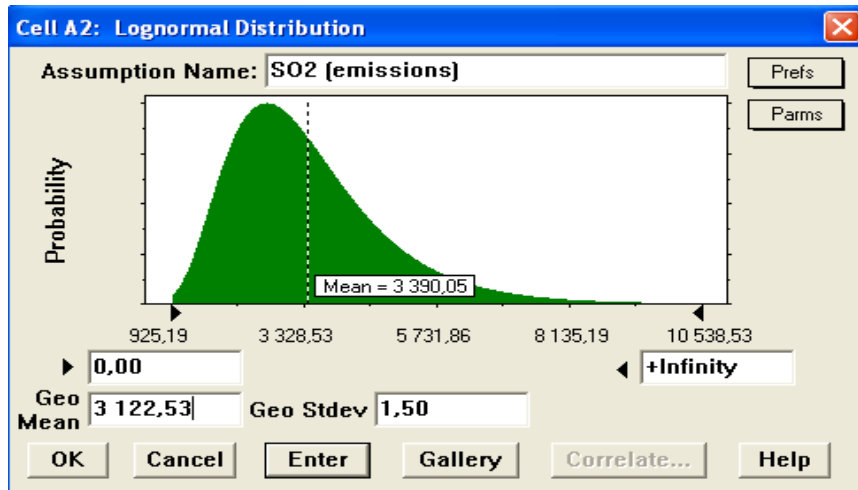 Cell A2: Lognormal Distribution
Assumption Name: SO2 (emissions)
Prefs
Parms
Probability
Mean = 3 390,05
925,19 3 328,53 5 731,86 8 135,19 10 538,53
0,00 +Infinity
Geo Mean 3 122,53 Geo Stdev 1,50
OK Cancel Enter Gallery Correlate... Help